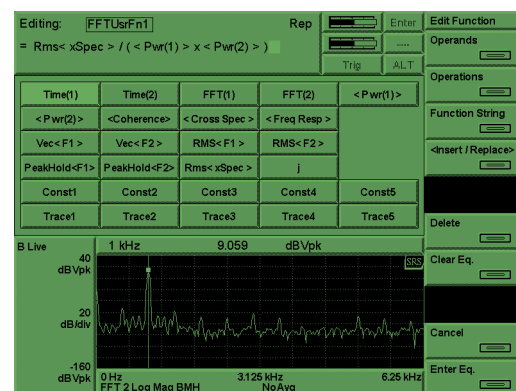 Editing: FFTUsrFn1 Rep Enter Edit Function
= Rms< xSpec > / ( < Pwr(1) > x < Pwr(2) > ) ----
Trig ALT
Operands
Operations
Function String
<Insert / Replace>
Delete
Clear Eq.
Cancel
Enter Eq.
Time(1) Time(2) FFT(1) FFT(2) < Pwr(1) >
< Pwr(2) > <Coherence> < Cross Spec > < Freq Resp >
Vec< F1 > Vec< F2 > RMS< F1 > RMS< F2 >
PeakHold<F1> PeakHold<F2> Rms< xSpec > j
Const1 Const2 Const3 Const4 Const5
Trace1 Trace2 Trace3 Trace4 Trace5
B Live 1 kHz 9.059 dBVpk
40
dBVpk
SRS
20
dB/div
-160
dBVpk
0 Hz 3.125 kHz 6.25 kHz
FFT 2 Log Mag BMH No Avg